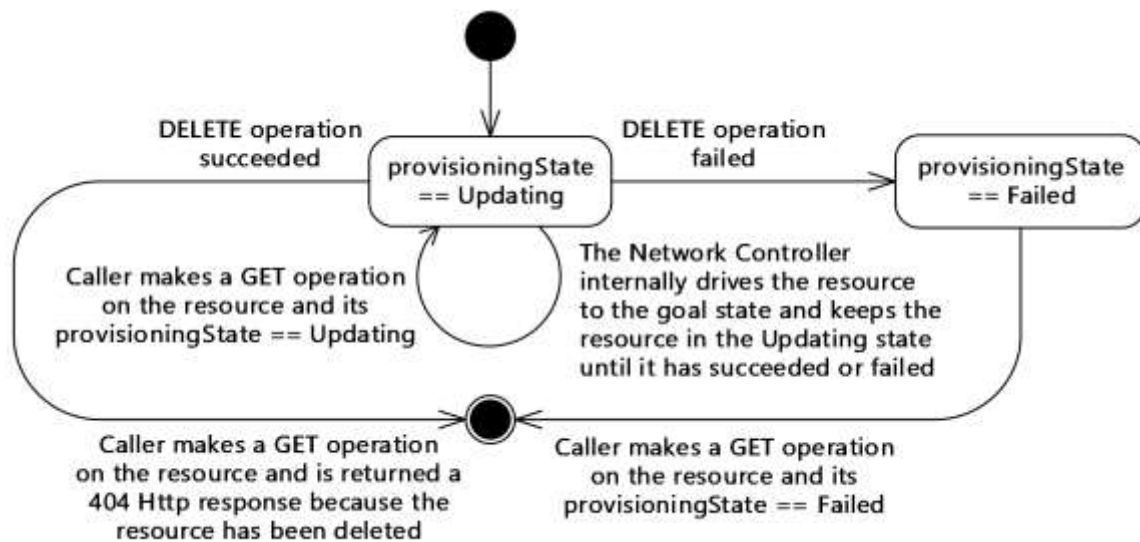 DELETE operation
succeeded
DELETE operation
failed
provisioningState
== Updating
provisioningState
== Failed
Caller makes a GET operation
on the resource and its
provisioningState == Updating
The Network Controller
internally drives the resource
to the goal state and keeps the
resource in the Updating state
until it has succeeded or failed
Caller makes a GET operation
on the resource and is returned a
404 Http response because the
resource has been deleted
Caller makes a GET operation
on the resource and its
provisioningState == Failed